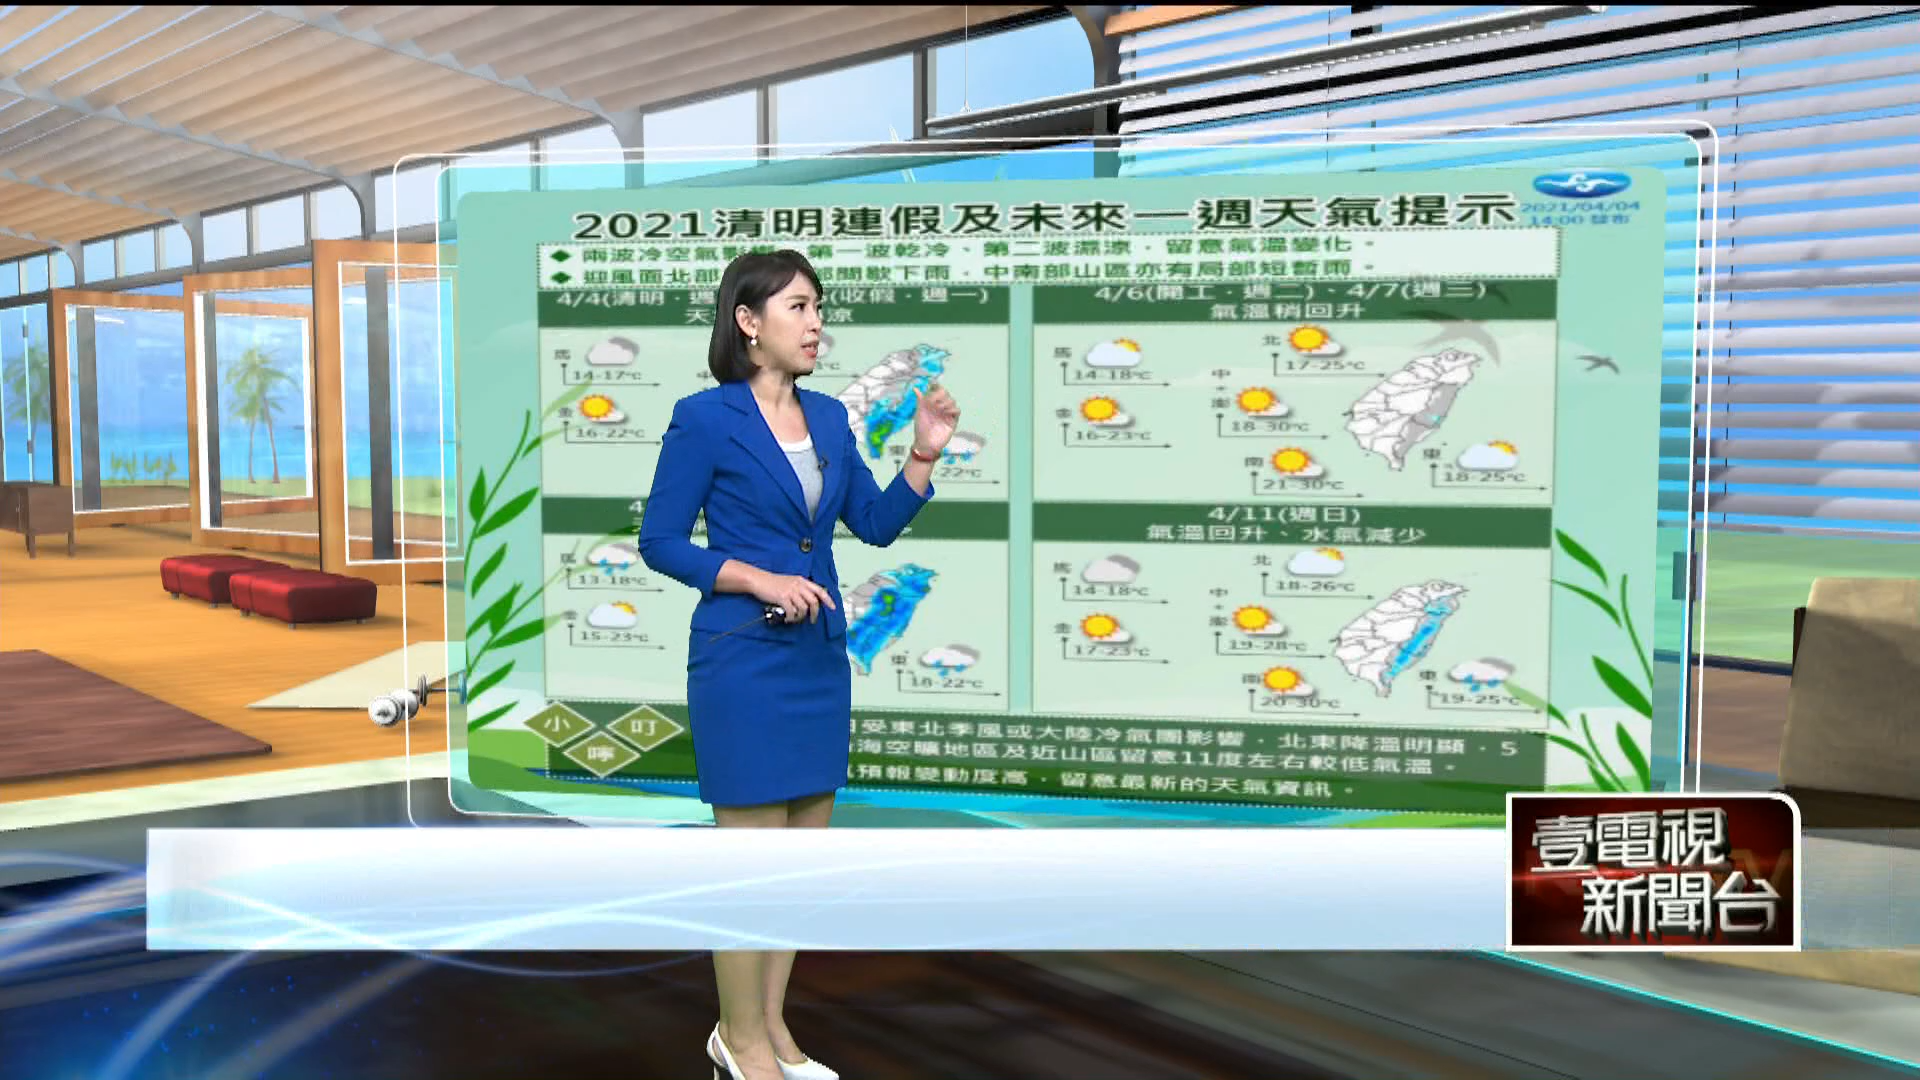 2021清明連假及未來一週天氣提示
2021/04/04
14:00 發布
◆ 兩波冷空氣影響 第一波乾冷、第二波濕涼，留意氣溫變化。
◆ 迎風面北部 部間歇下雨，中南部山區亦有局部短暫雨。
4/4(清明．週 (收假．週一)
天 涼
馬
14-17℃
金
16-22℃
中
東
22℃
4/6(開工．週二)、4/7(週三)
氣溫稍回升
馬
14-18℃
金
16-23℃
北
17-25℃
中
澎
18-30℃
南
21-30℃
東
18-25℃
馬
13-18℃
金
15-23℃
東
18-22℃
4/11(週日)
氣溫回升、水氣減少
馬
14-18℃
金
17-23℃
北
18-26℃
中
澎
19-28℃
南
20-30℃
東
19-25℃
小
叮
嚀
受東北季風或大陸冷氣團影響，北東降溫明顯，5
海空曠地區及近山區留意11度左右較低氣溫。
預報變動度高，留意最新的天氣資訊。
壹電視
新聞台